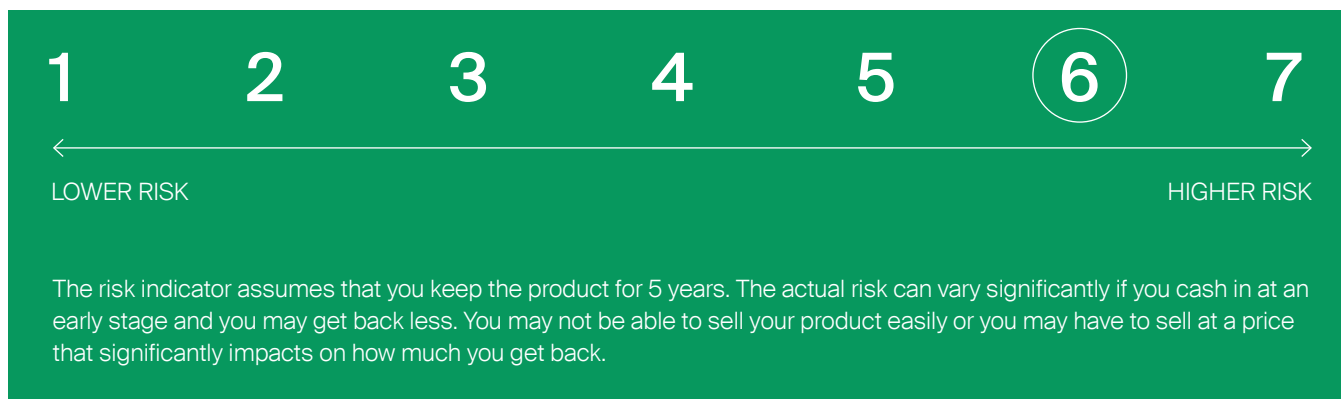 1 2 3 4 5 6 7
LOWER RISK HIGHER RISK
The risk indicator assumes that you keep the product for 5 years. The actual risk can vary significantly if you cash in at an
early stage and you may get back less. You may not be able to sell your product easily or you may have to sell at a price
that significantly impacts on how much you get back.